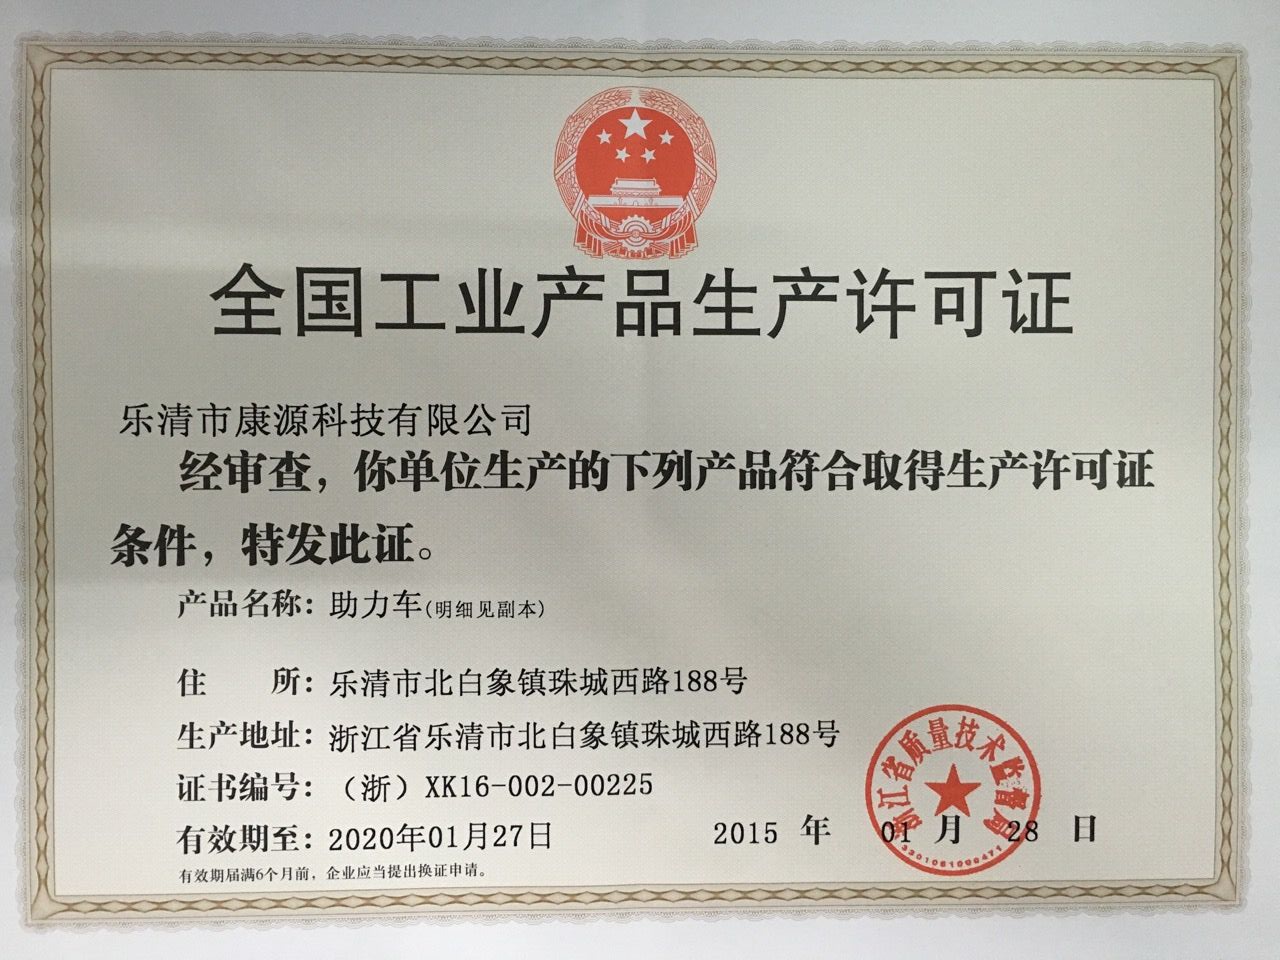 全国工业产品生产许可证
乐清市康源科技有限公司
经审查，你单位生产的下列产品符合取得生产许可证
条件，特发此证。
产品名称：助力车(明细见副本)
住 所：乐清市北白象镇珠城西路188号
生产地址：浙江省乐清市北白象镇珠城西路188号
证书编号：（浙）XK16-002-00225
有效期至：2020年01月27日
2015 年 01 月 28 日
有效期届满6个月前，企业应当提出换证申请。
浙江省质量技术监督局